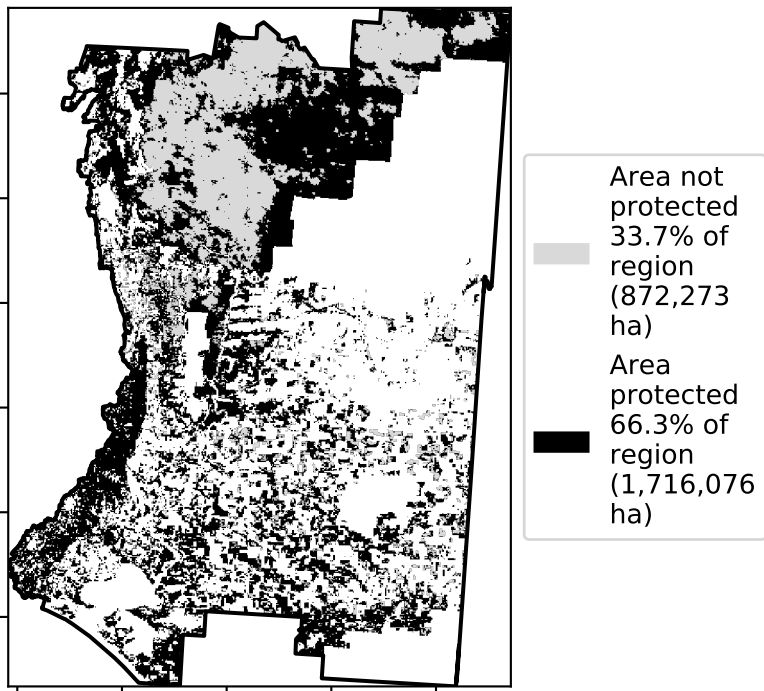 Area not
protected
33.7% of
region
(872,273
ha)
Area
protected
66.3% of
region
(1,716,076
ha)